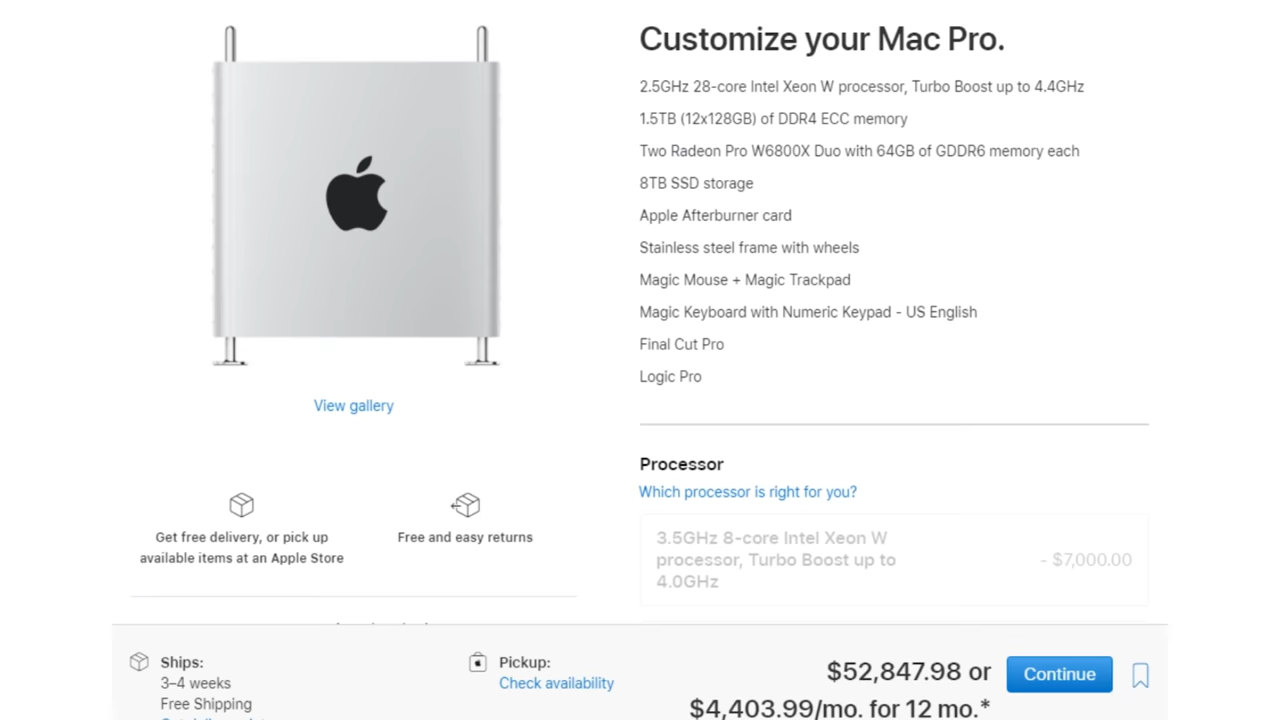 Customize your Mac Pro.
2.5GHz 28-core Intel Xeon W processor, Turbo Boost up to 4.4GHz
1.5TB (12x128GB) of DDR4 ECC memory
Two Radeon Pro W6800X Duo with 64GB of GDDR6 memory each
8TB SSD storage
Apple Afterburner card
Stainless steel frame with wheels
Magic Mouse + Magic Trackpad
Magic Keyboard with Numeric Keypad - US English
Final Cut Pro
Logic Pro
View gallery
Get free delivery, or pick up
available items at an Apple Store
Free and easy returns
Processor
Which processor is right for you?
3.5GHz 8-core Intel Xeon W
processor, Turbo Boost up to
4.0GHz
- $7,000.00
Ships:
3–4 weeks
Free Shipping
Pickup:
Check availability
$52,847.98 or
$4,403.99/mo. for 12 mo.*
Continue